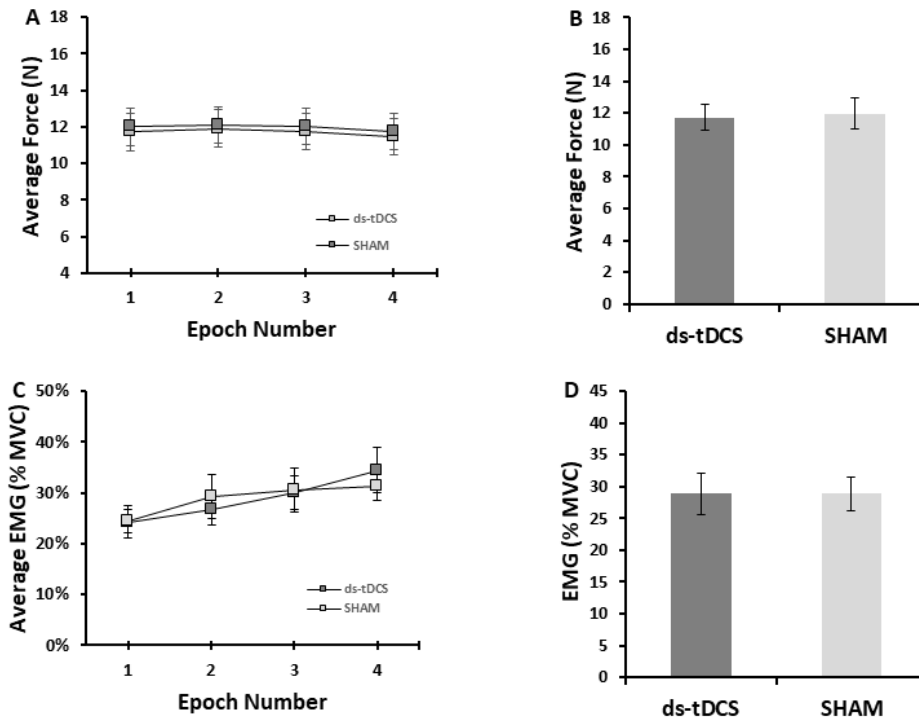 A
18
16
14
12
10
8
6
4
Average Force (N)
ds-tDCS
SHAM
1 2 3 4
Epoch Number
B
18
16
14
12
10
8
6
4
2
0
Average Force (N)
ds-tDCS SHAM
C
50%
40%
30%
20%
10%
0%
Average EMG (% MVC)
ds-tDCS
SHAM
1 2 3 4
Epoch Number
D
45
40
35
30
25
20
15
10
5
0
EMG (% MVC)
ds-tDCS SHAM